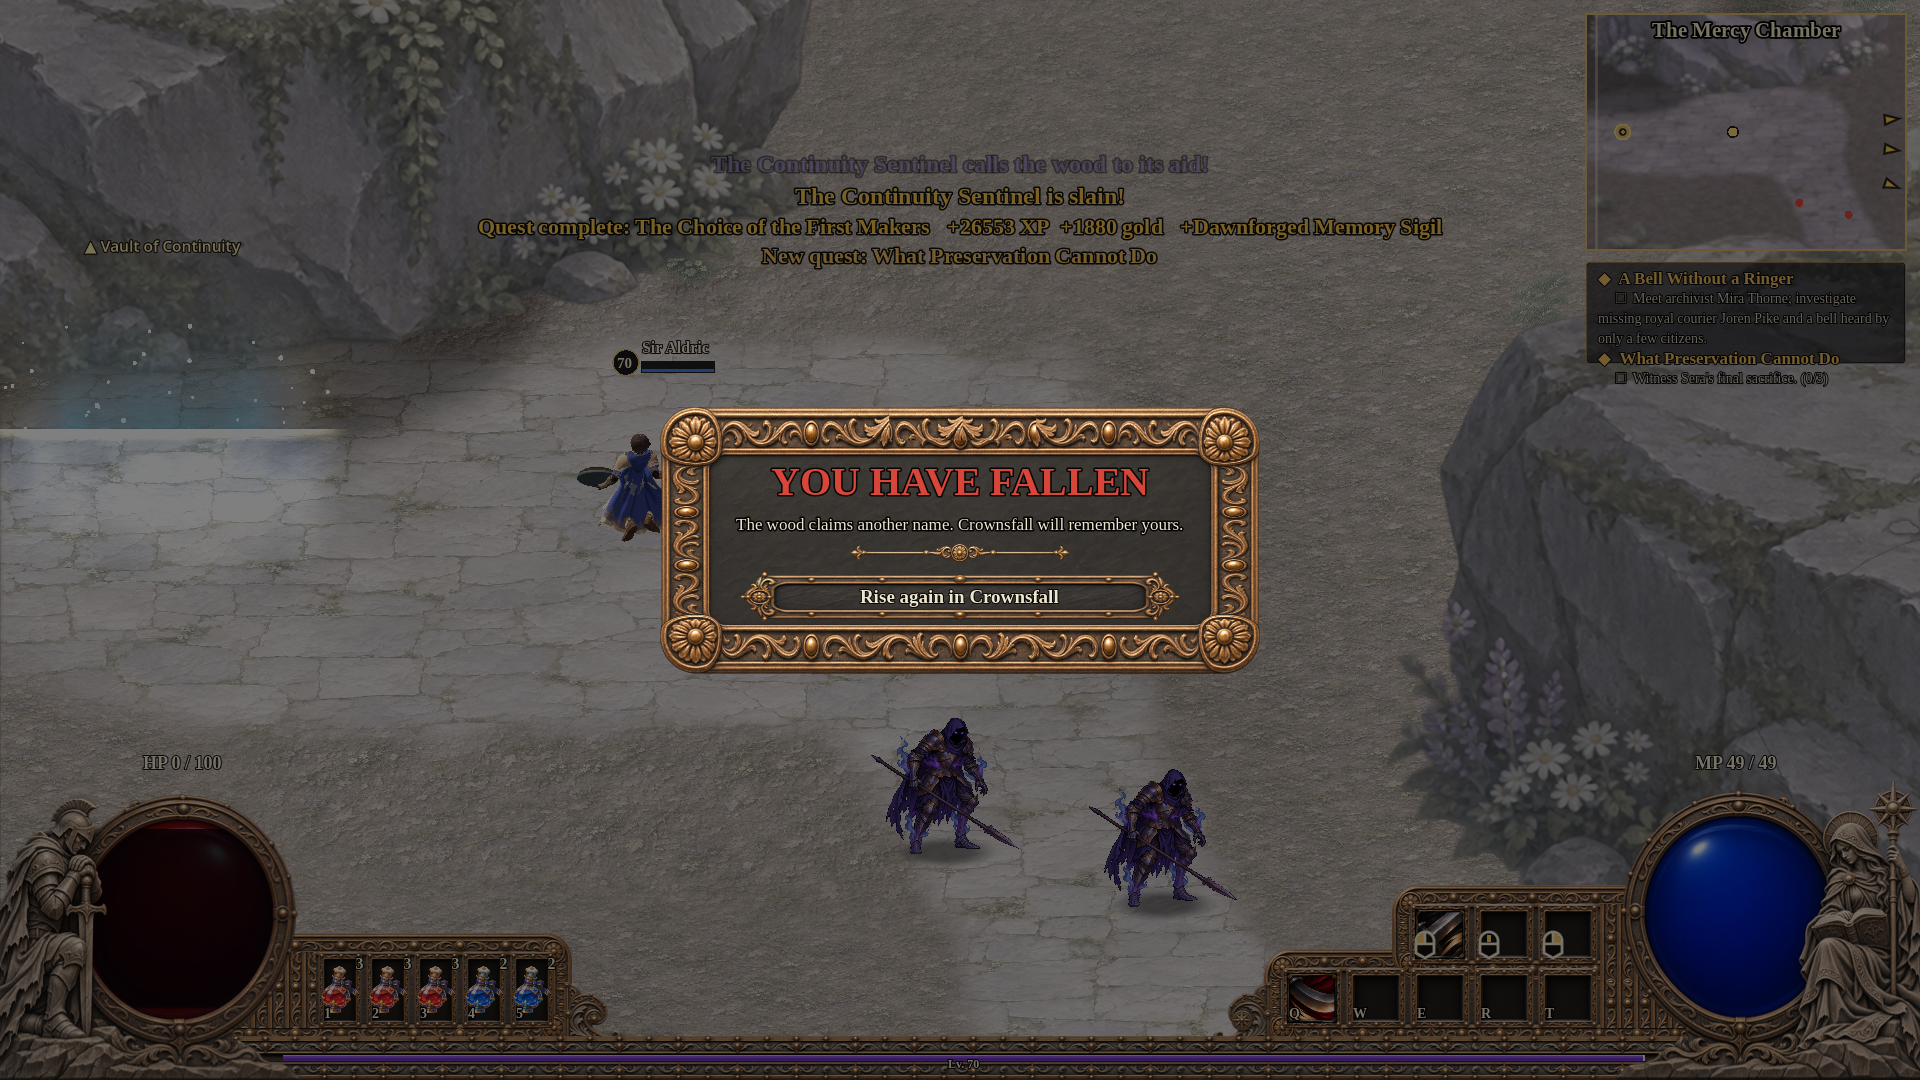 The Mercy Chamber
The Continuity Sentinel calls the wood to its aid!
The Continuity Sentinel is slain!
Quest complete: The Choice of the First Makers +26553 XP +1880 gold +Dawnforged Memory Sigil
New quest: What Preservation Cannot Do
Vault of Continuity
A Bell Without a Ringer
Meet archivist Mira Thorne; investigate
missing royal courier Joren Pike and a bell heard by
only a few citizens.
What Preservation Cannot Do
Witness Sera's final sacrifice. (0/3)
Sir Aldric
70
YOU HAVE FALLEN
The wood claims another name. Crownsfall will remember yours.
Rise again in Crownsfall
HP 0 / 100
MP 49 / 49
3 3 3 2 2
1 2 3 4 5
Q W E R T
Lv. 70